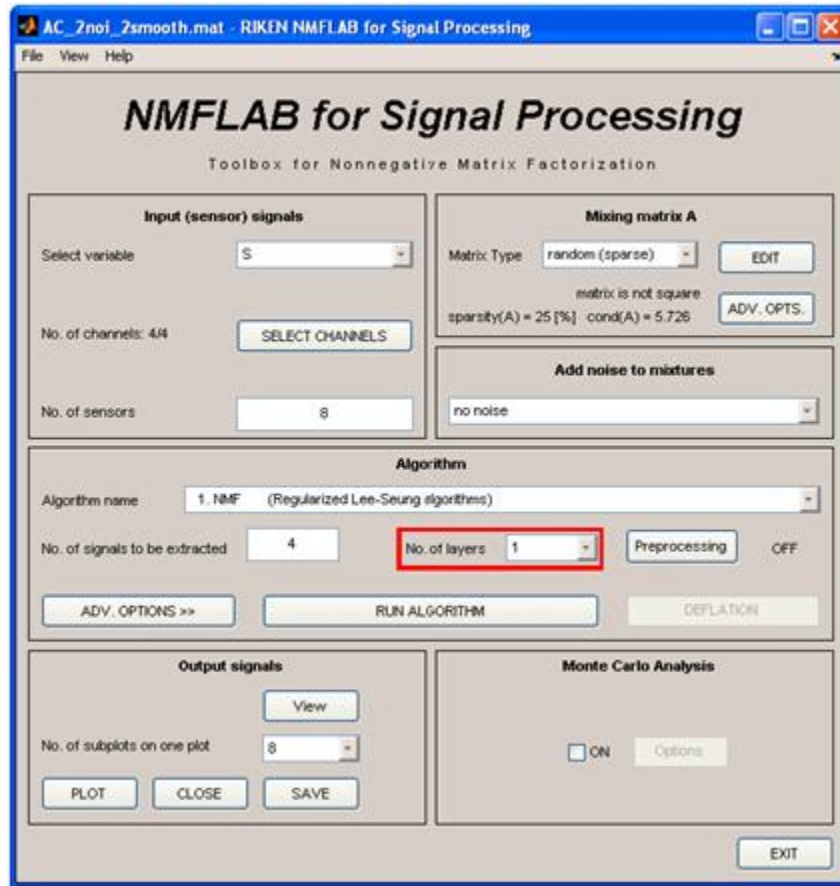 AC_2noi_2smooth.mat - RIKEN NMFLAB for Signal Processing
File View Help
NMFLAB for Signal Processing
Toolbox for Nonnegative Matrix Factorization
Input (sensor) signals
Select variable S
No. of channels: 4/4 SELECT CHANNELS
No. of sensors 8
Mixing matrix A
Matrix Type random (sparse) EDIT
matrix is not square
sparsity(A) = 25 [%] cond(A) = 5.726 ADV. OPTS.
Add noise to mixtures
no noise
Algorithm
Algorithm name 1. NMF (Regularized Lee-Seung algorithms)
No. of signals to be extracted 4 No. of layers 1 Preprocessing OFF
ADV. OPTIONS >> RUN ALGORITHM DEFLATION
Output signals
View
No. of subplots on one plot 8
PLOT CLOSE SAVE
Monte Carlo Analysis
ON Options
EXIT